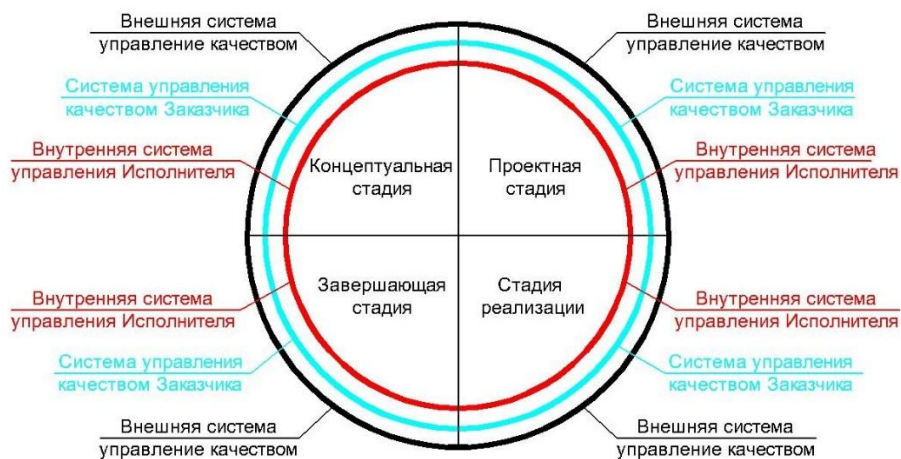 Внешняя система
управление качеством
Внешняя система
управление качеством
Система управления
качеством Заказчика
Система управления
качеством Заказчика
Внутренняя система
управления Исполнителя
Концептуальная
стадия
Проектная
стадия
Внутренняя система
управления Исполнителя
Внутренняя система
управления Исполнителя
Завершающая
стадия
Стадия
реализации
Внутренняя система
управления Исполнителя
Система управления
качеством Заказчика
Система управления
качеством Заказчика
Внешняя система
управление качеством
Внешняя система
управление качеством